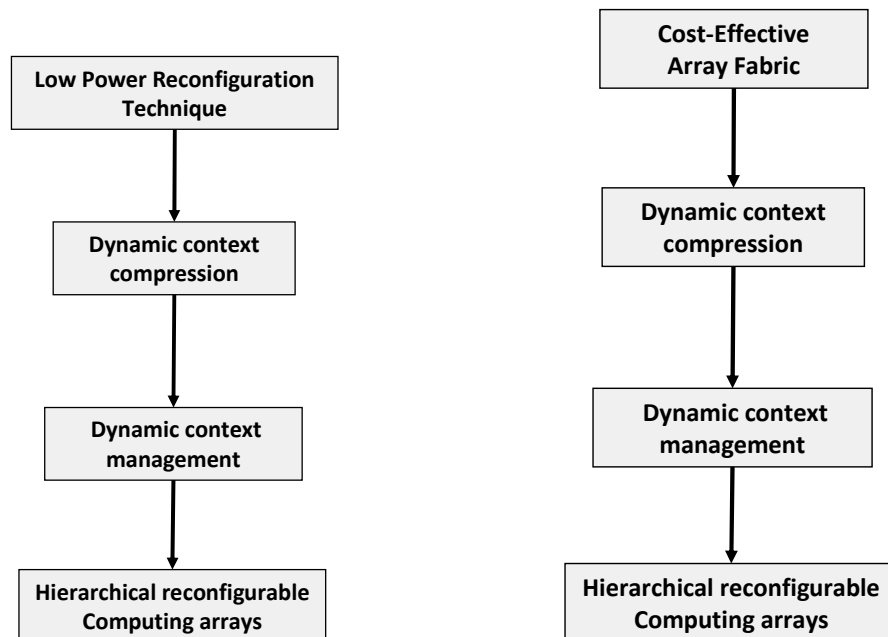 Low Power Reconfiguration
Technique
Dynamic context
compression
Dynamic context
management
Hierarchical reconfigurable
Computing arrays
Cost-Effective
Array Fabric
Dynamic context
compression
Dynamic context
management
Hierarchical reconfigurable
Computing arrays